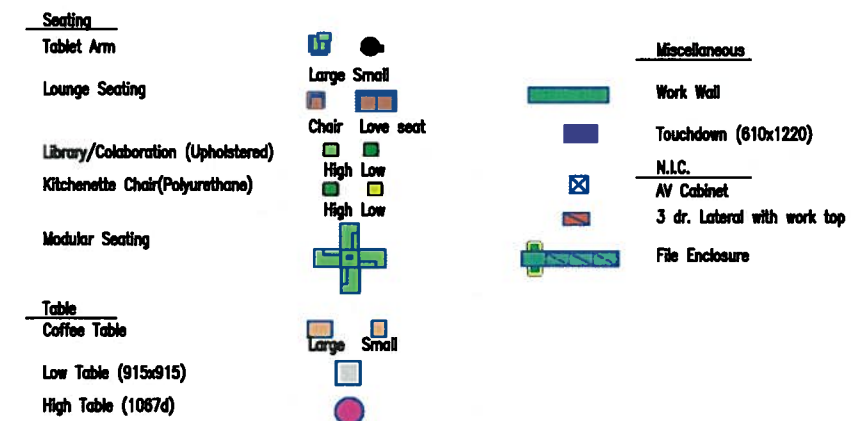 Seating
Tablet Arm
Large Small
Lounge Seating
Chair Love seat
Library/Colaboration (Upholstered)
High Low
Kitchenette Chair(Polyurethane)
High Low
Modular Seating
Table
Coffee Table
Large Small
Low Table (915x915)
High Table (1067d)
Miscellaneous
Work Wall
Touchdown (610x1220)
N.I.C.
AV Cabinet
3 dr. Lateral with work top
File Enclosure